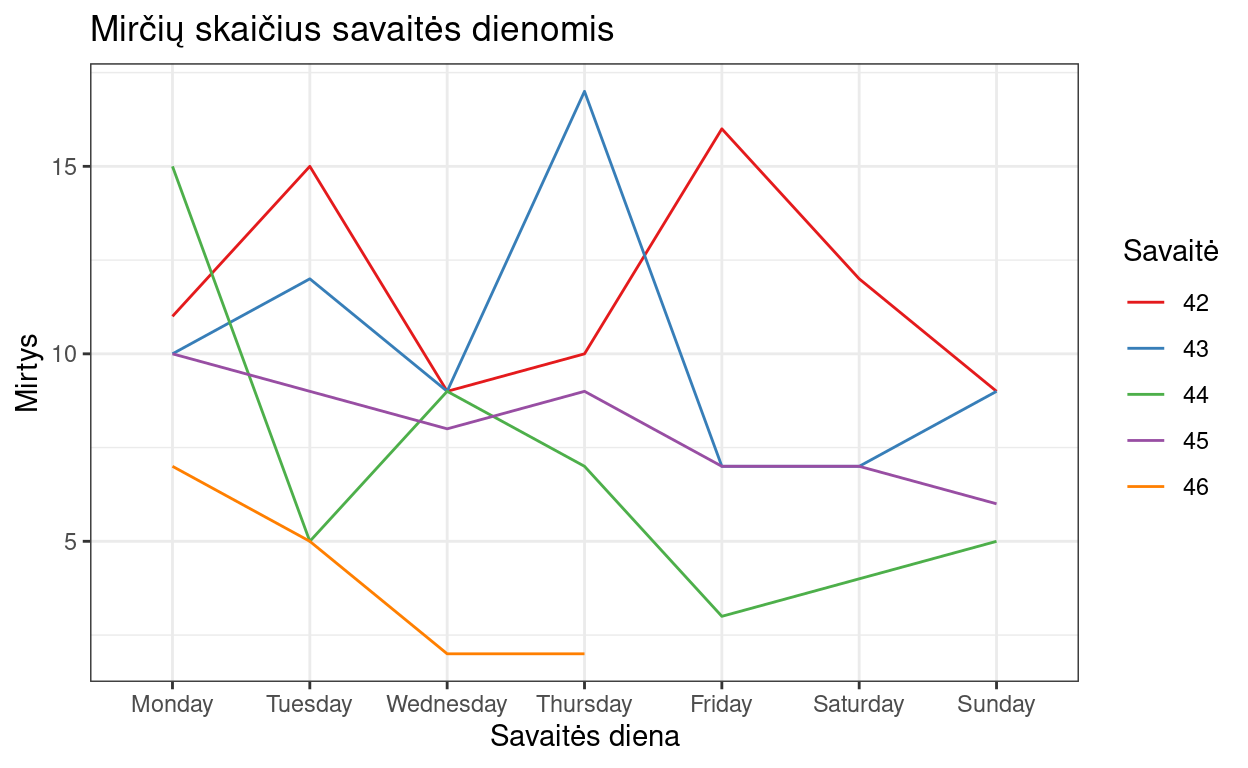 Mirčių skaičius savaitės dienomis
Mirtys
15
10
5
Monday Tuesday Wednesday Thursday Friday Saturday Sunday
Savaitės diena
Savaitė
42
43
44
45
46